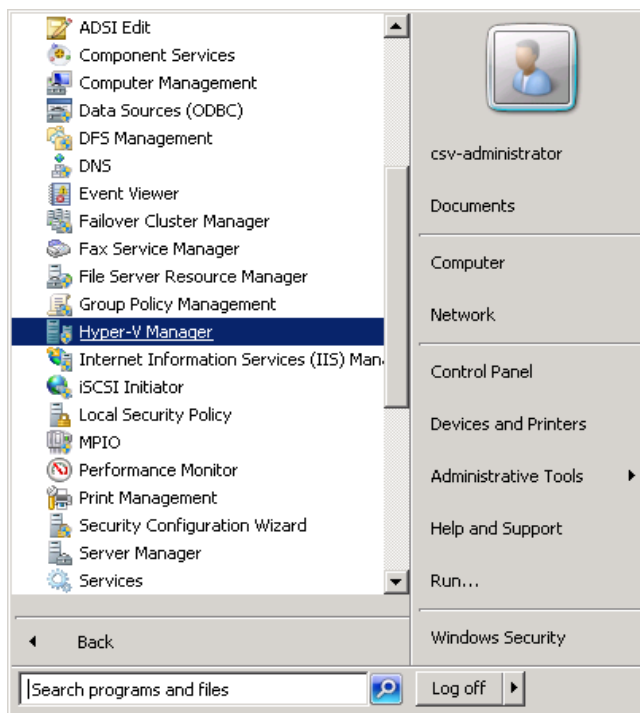 ADSI Edit
Component Services
Computer Management
Data Sources (ODBC)
DFS Management
DNS
Event Viewer
Failover Cluster Manager
Fax Service Manager
File Server Resource Manager
Group Policy Management
Hyper-V Manager
Internet Information Services (IIS) Man
iSCSI Initiator
Local Security Policy
MPIO
Performance Monitor
Print Management
Security Configuration Wizard
Server Manager
Services
Back
Search programs and files
csv-administrator
Documents
Computer
Network
Control Panel
Devices and Printers
Administrative Tools
Help and Support
Run...
Windows Security
Log off